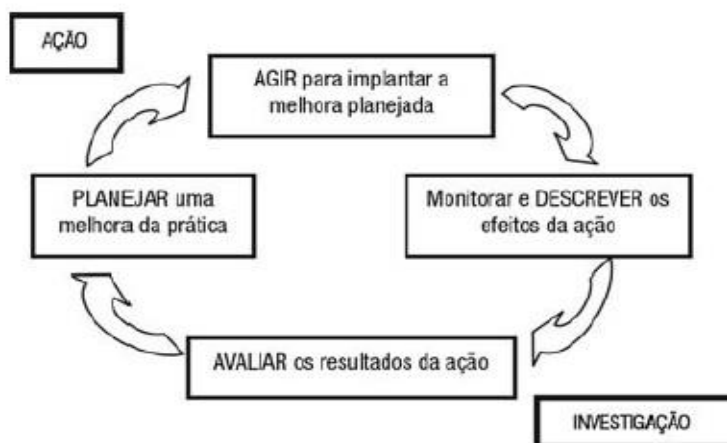 AÇÃO
AGIR para implantar a
melhora planejada
PLANEJAR uma
melhora da prática
Monitorar e DESCREVER os
efeitos da ação
AVALIAR os resultados da ação
INVESTIGAÇÃO